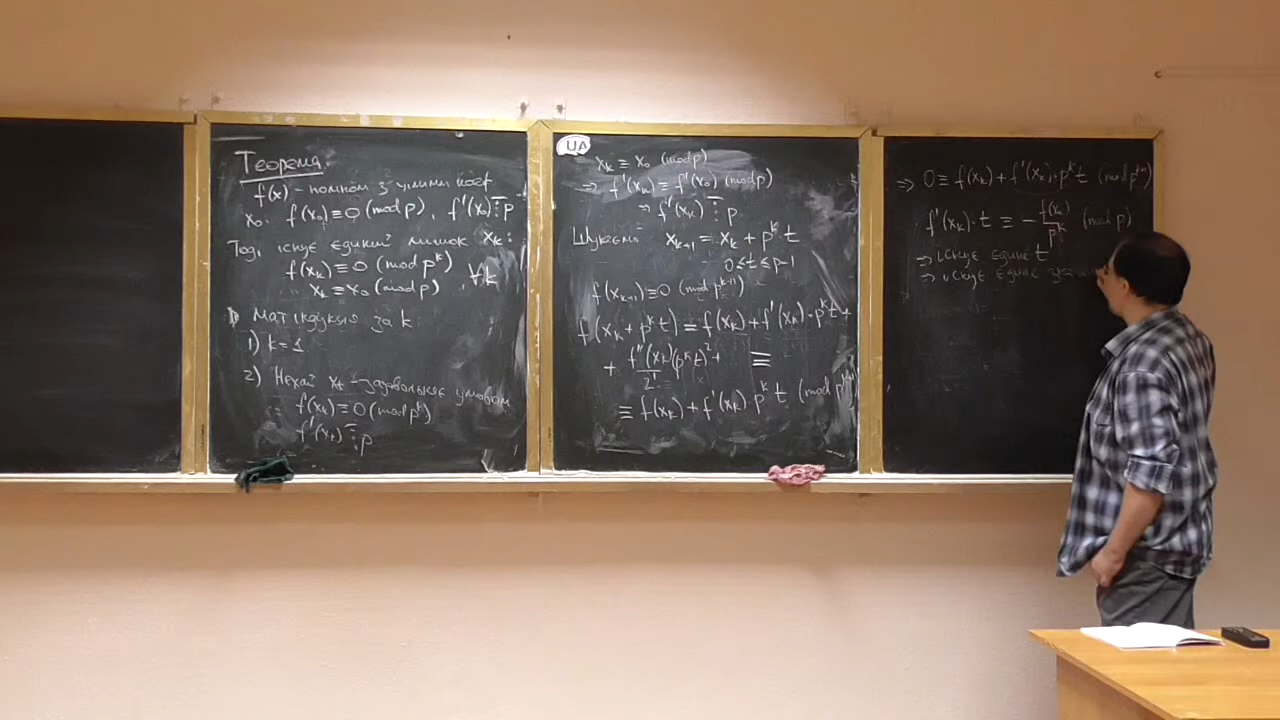 Теорема.
f(x) - поліном з цілими коеф
x₀: f(x₀) ≡ 0 (mod p), f'(x₀) ⋮̅ p
Тоді існує єдиний лишок x_k:
f(x_k) ≡ 0 (mod p^k)
x_k ≡ x₀ (mod p), ∀k
Мат індукція за k:
1) k = 1
2) Нехай x_k - задовольняє умовам
f(x_k) ≡ 0 (mod p^k)
f'(x_k) ⋮̅ p
UA
x_k ≡ x₀ (mod p)
⇒ f'(x_k) ≡ f'(x₀) (mod p)
⇒ f'(x_k) ⋮̅ p
Шукаємо x_{k+1} = x_k + p^k · t
0 ≤ t ≤ p-1
f(x_{k+1}) ≡ 0 (mod p^{k+1})
f(x_k + p^k t) = f(x_k) + f'(x_k) · p^k t +
+ f''(x_k)/2! (p^k t)² + ≡
≡ f(x_k) + f'(x_k) p^k t (mod p^{k+1})
⇒ 0 ≡ f(x_k) + f'(x_k) · p^k t (mod p^{k+1})
f'(x_k) · t ≡ - f(x_k)/p^k (mod p)
⇒ існує єдине t
⇒ існує єдине